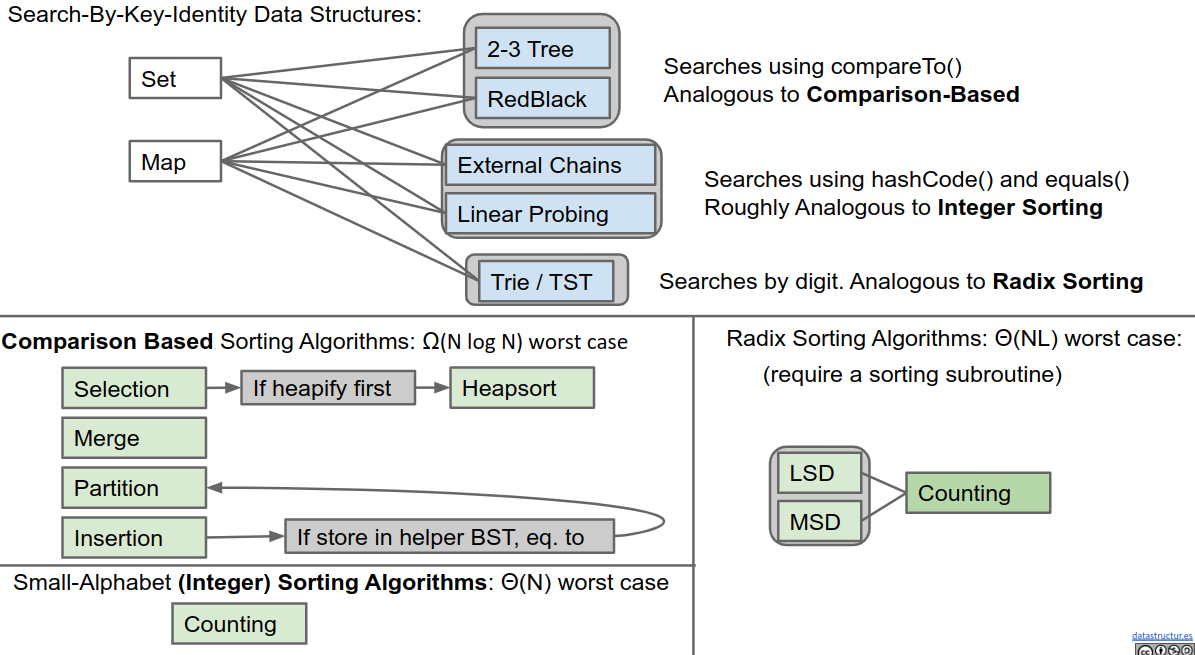 Search-By-Key-Identity Data Structures:
Set
Map
2-3 Tree
RedBlack
Searches using compareTo()
Analogous to Comparison-Based
External Chains
Linear Probing
Searches using hashCode() and equals()
Roughly Analogous to Integer Sorting
Trie / TST
Searches by digit. Analogous to Radix Sorting
Comparison Based Sorting Algorithms: Ω(N log N) worst case
Selection
If heapify first
Heapsort
Merge
Partition
Insertion
If store in helper BST, eq. to
Small-Alphabet (Integer) Sorting Algorithms: Θ(N) worst case
Counting
Radix Sorting Algorithms: Θ(NL) worst case:
(require a sorting subroutine)
LSD
MSD
Counting
datastructur.es